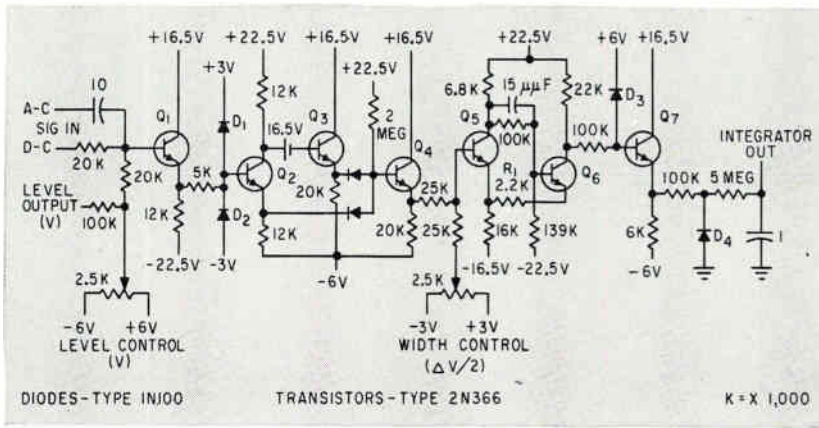 +16.5V +22.5V +16.5V +16.5V +22.5V +6V +16.5V
+3V +22.5V
10 12K 6.8K 15 μμF 22K D3
A-C Q1 D1 Q3 2 MEG Q5 Q7
SIG IN 16.5V Q4 100K 100K INTEGRATOR OUT
D-C
20K 5K Q2 R1 Q6
20K 20K 25K 2.2K 100K 5 MEG
LEVEL OUTPUT (V) 100K 12K D2 12K 20K 25K 16K 139K 6K D4 1
-22.5V -3V -6V -16.5V -22.5V -6V
2.5K 2.5K
-6V +6V -3V +3V
LEVEL CONTROL WIDTH CONTROL
(V) (ΔV/2)
DIODES-TYPE 1N100 TRANSISTORS-TYPE 2N366 K=X 1,000